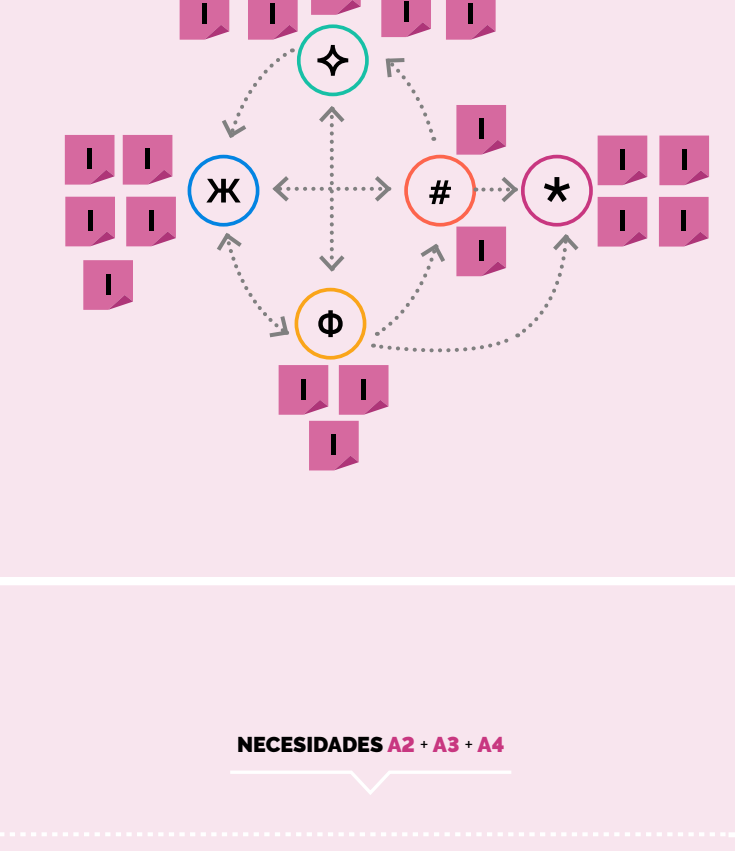 I I I I
✧
I
I I Ж # * I I
I I I I
I
I
Ф
I I
I
NECESIDADES A2 + A3 + A4